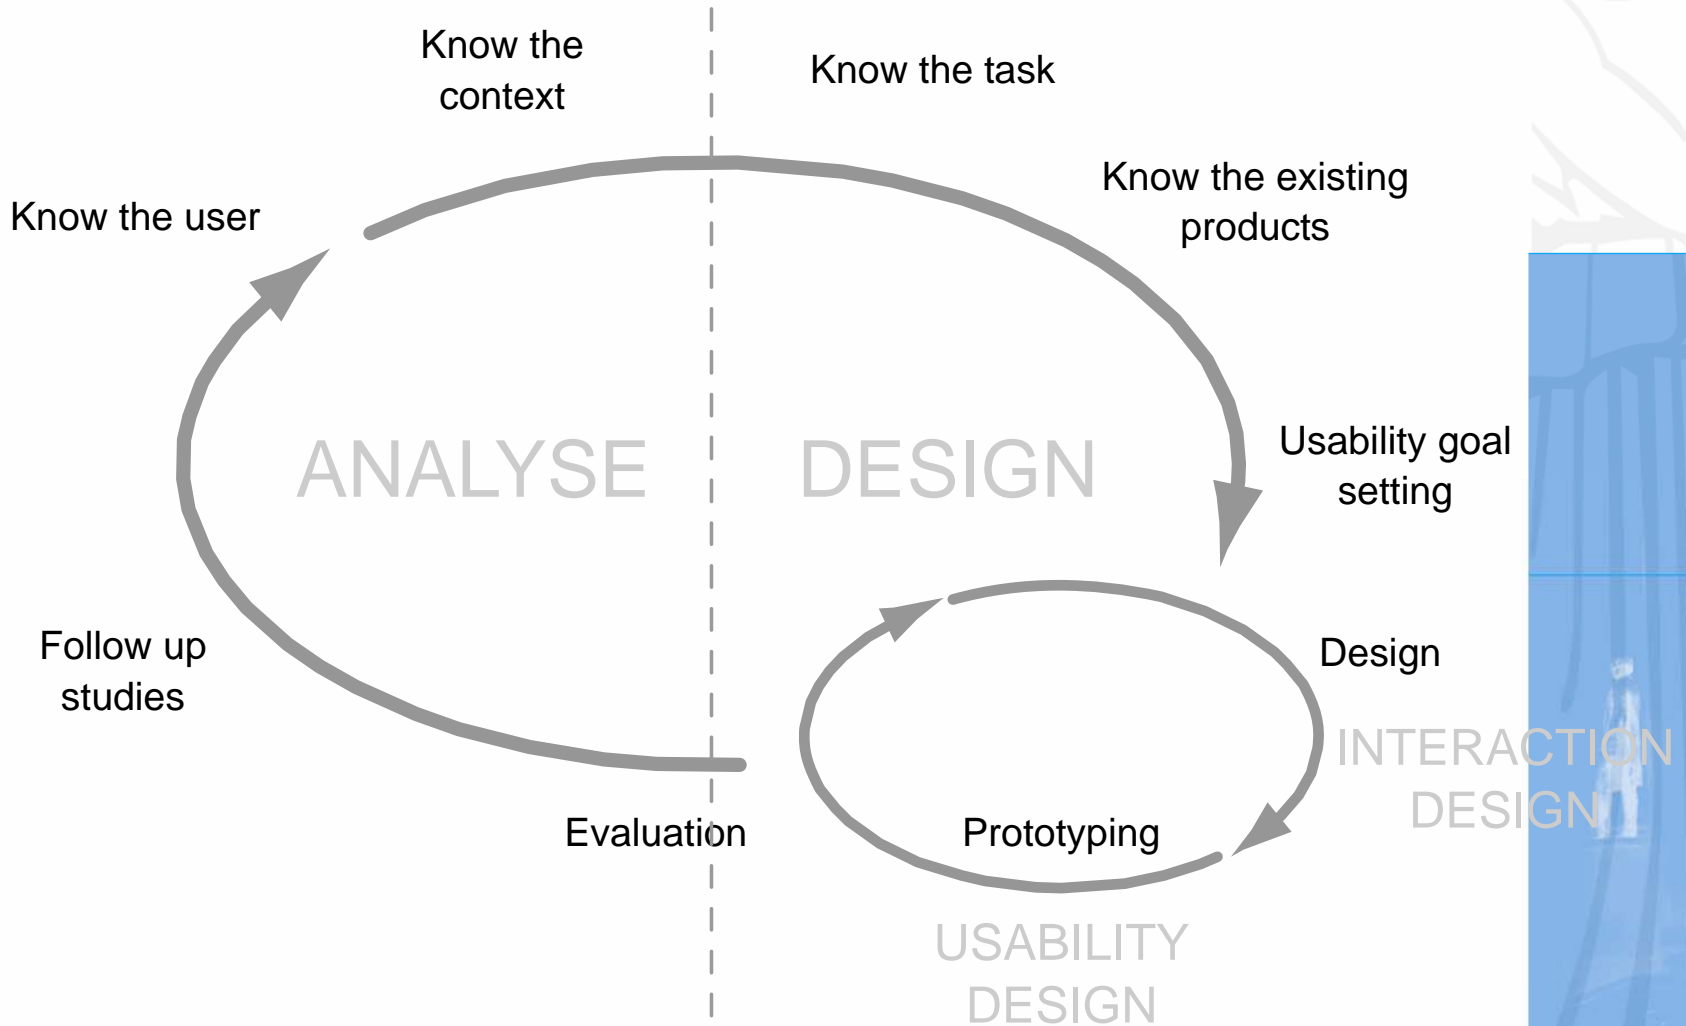 Know the
context
Know the task
Know the existing
products
Know the user
ANALYSE
DESIGN
Usability goal
setting
Follow up
studies
Design
INTERACTION
DESIGN
Evaluation
Prototyping
USABILITY
DESIGN